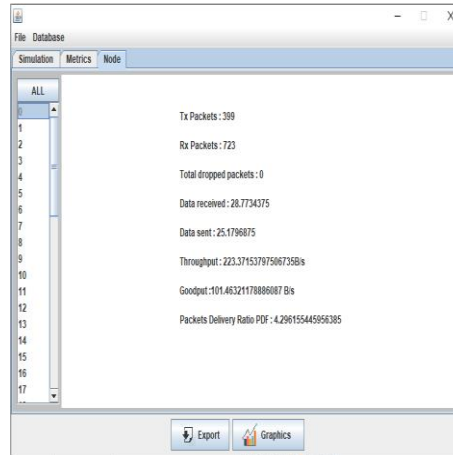 File Database
Simulation Metrics Node
ALL
0
1
2
3
4
5
6
7
8
9
10
11
12
13
14
15
16
17
Tx Packets : 399
Rx Packets : 723
Total dropped packets : 0
Data received : 28.7734375
Data sent : 25.1796875
Throughput : 223.37153797506735B/s
Goodput :101.46321178886087 B/s
Packets Delivery Ratio PDF : 4.296155445956385
Export Graphics